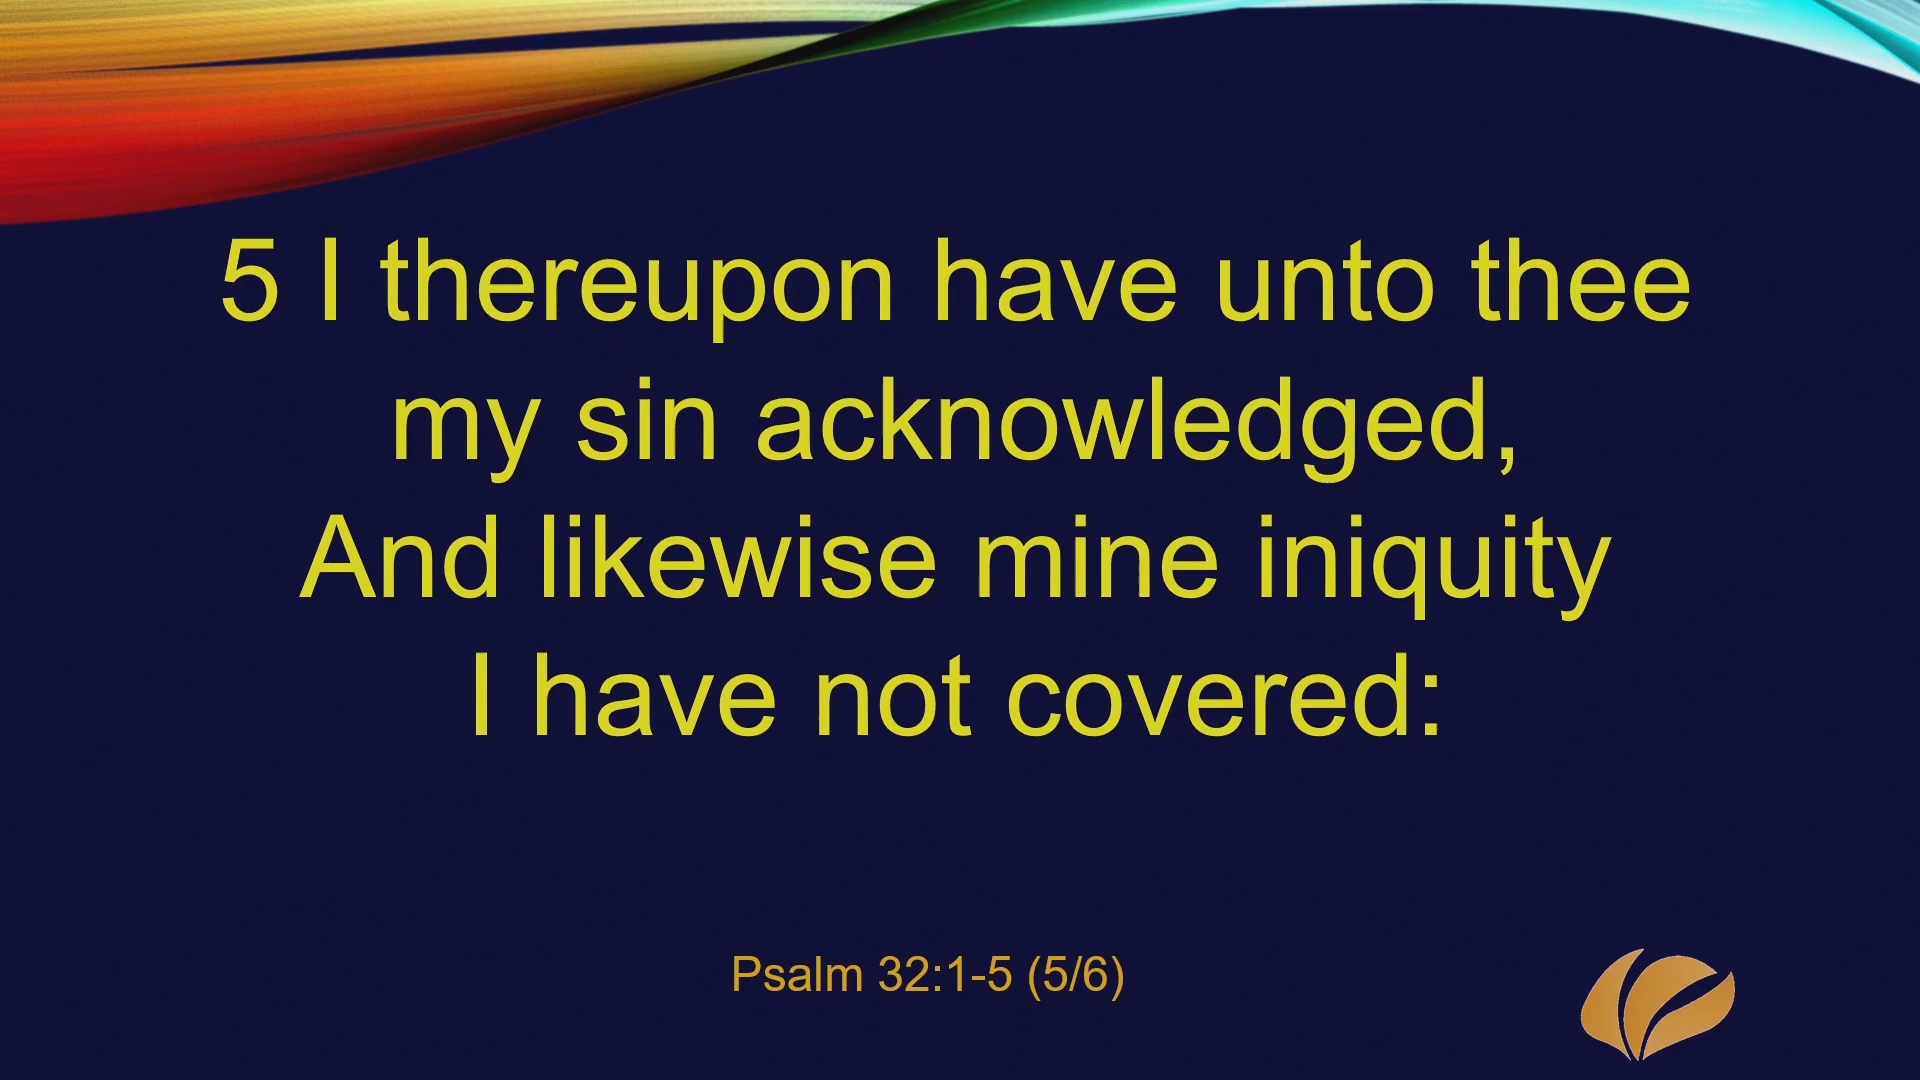 5 I thereupon have unto thee
my sin acknowledged,
And likewise mine iniquity
I have not covered:
Psalm 32:1-5 (5/6)